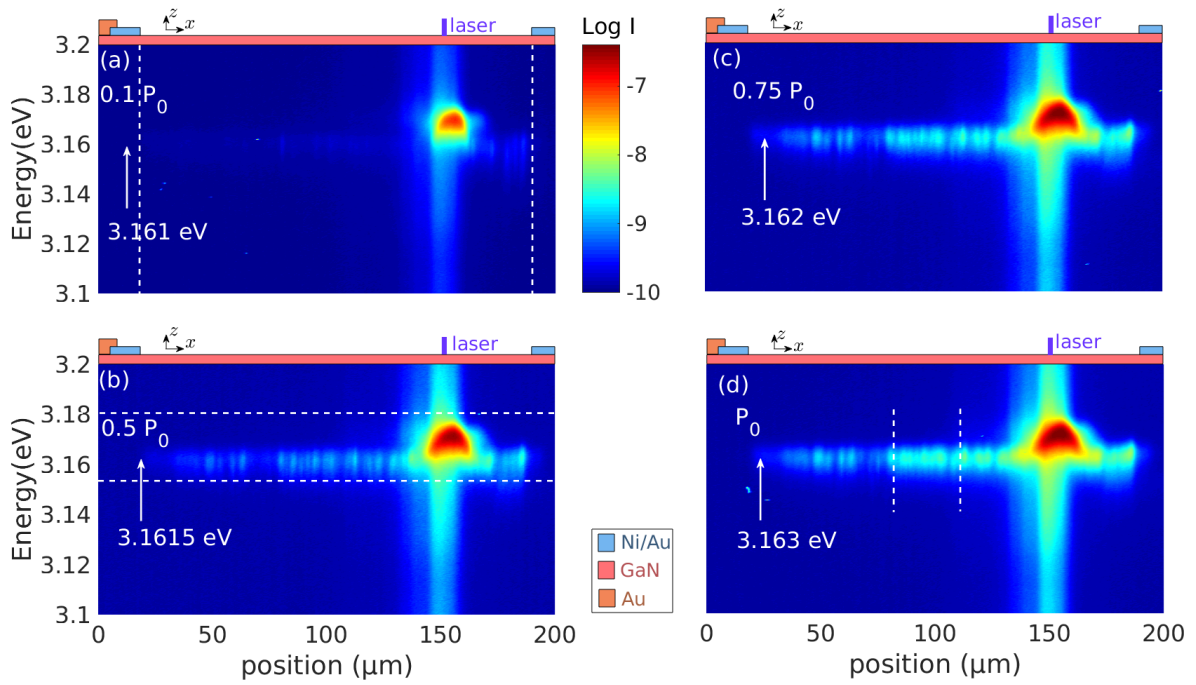 z
x
laser
Log I
z
x
laser
3.2
(a)
-7
(c)
3.18
0.1 P0
0.75 P0
3.16
-8
Energy(eV)
3.14
3.161 eV
-9
3.162 eV
3.12
3.1
-10
z
x
laser
z
x
laser
3.2
(b)
(d)
3.18
0.5 P0
P0
3.16
Energy(eV)
3.14
3.1615 eV
Ni/Au
3.163 eV
3.12
GaN
Au
3.1
0 50 100 150 200
0 50 100 150 200
position (μm)
position (μm)